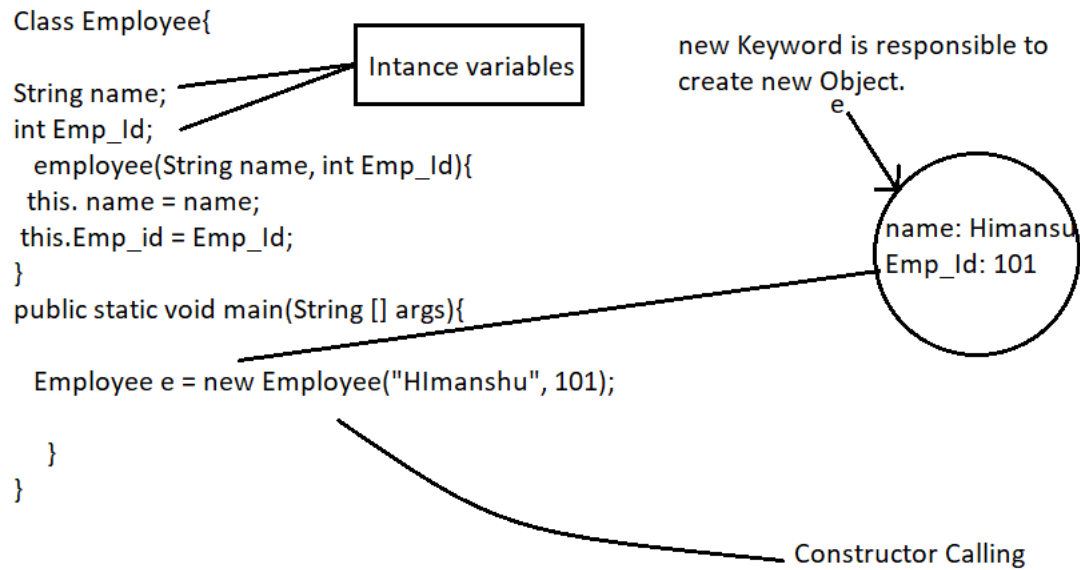 Class Employee{
Intance variables
new Keyword is responsible to
create new Object.
e
String name;
int Emp_Id;
employee(String name, int Emp_Id){
this. name = name;
this.Emp_id = Emp_Id;
}
name: Himansu
Emp_Id: 101
public static void main(String [] args){
Employee e = new Employee("HImanshu", 101);
}
}
Constructor Calling